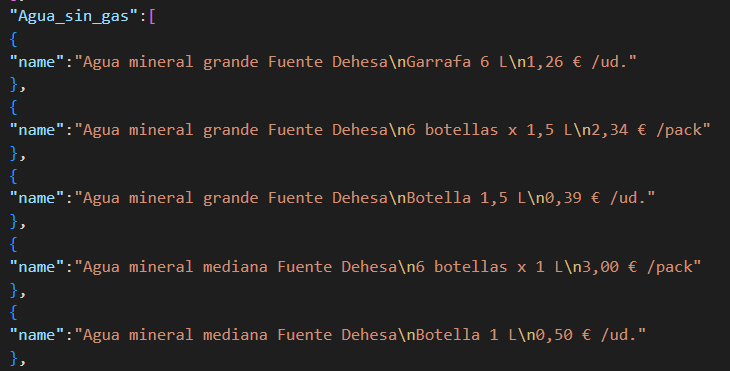 "Agua_sin_gas":[
{
"name":"Agua mineral grande Fuente Dehesa\nGarrafa 6 L\n1,26 € /ud."
},
{
"name":"Agua mineral grande Fuente Dehesa\n6 botellas x 1,5 L\n2,34 € /pack"
},
{
"name":"Agua mineral grande Fuente Dehesa\nBotella 1,5 L\n0,39 € /ud."
},
{
"name":"Agua mineral mediana Fuente Dehesa\n6 botellas x 1 L\n3,00 € /pack"
},
{
"name":"Agua mineral mediana Fuente Dehesa\nBotella 1 L\n0,50 € /ud."
},